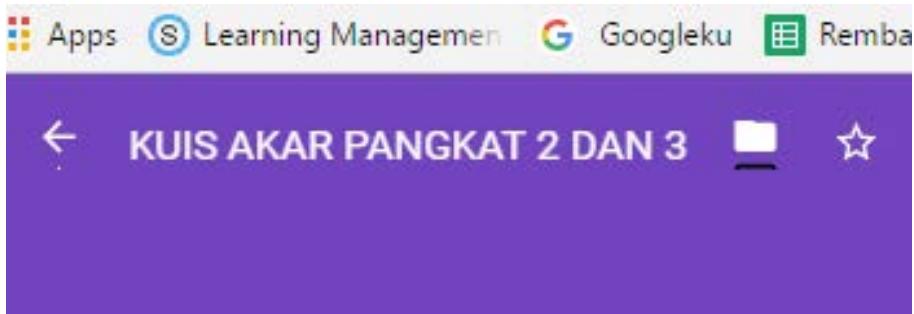 Apps Learning Managemen Googleku Remba
KUIS AKAR PANGKAT 2 DAN 3